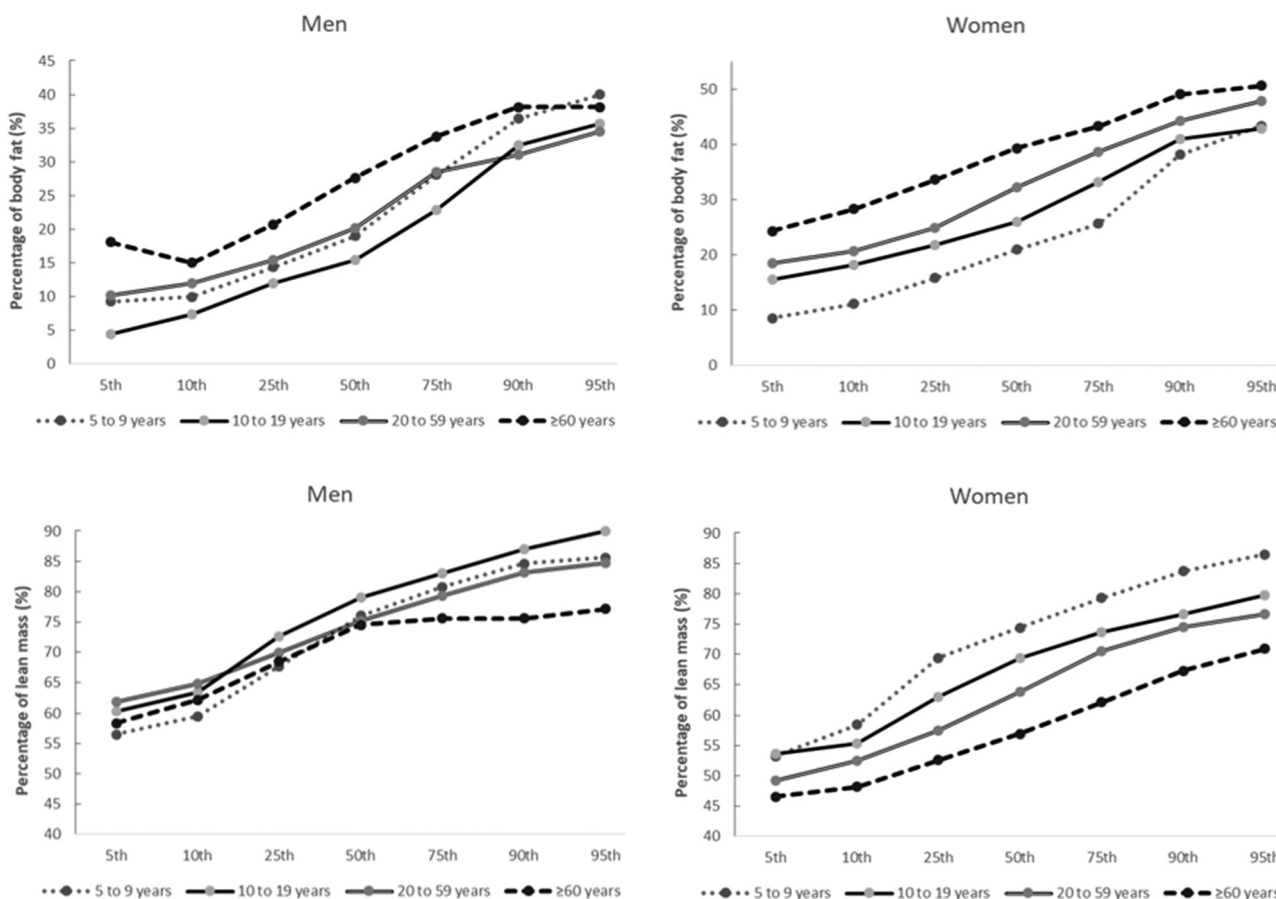 Men
Percentage of body fat (%)
45
40
35
30
25
20
15
10
5
0
5th 10th 25th 50th 75th 90th 95th
5 to 9 years 10 to 19 years 20 to 59 years ≥60 years
Women
Percentage of body fat (%)
50
40
30
20
10
0
5th 10th 25th 50th 75th 90th 95th
5 to 9 years 10 to 19 years 20 to 59 years ≥60 years
Men
Percentage of lean mass (%)
90
85
80
75
70
65
60
55
50
45
40
5th 10th 25th 50th 75th 90th 95th
5 to 9 years 10 to 19 years 20 to 59 years ≥60 years
Women
Percentage of lean mass (%)
90
85
80
75
70
65
60
55
50
45
40
5th 10th 25th 50th 75th 90th 95th
5 to 9 years 10 to 19 years 20 to 59 years ≥60 years